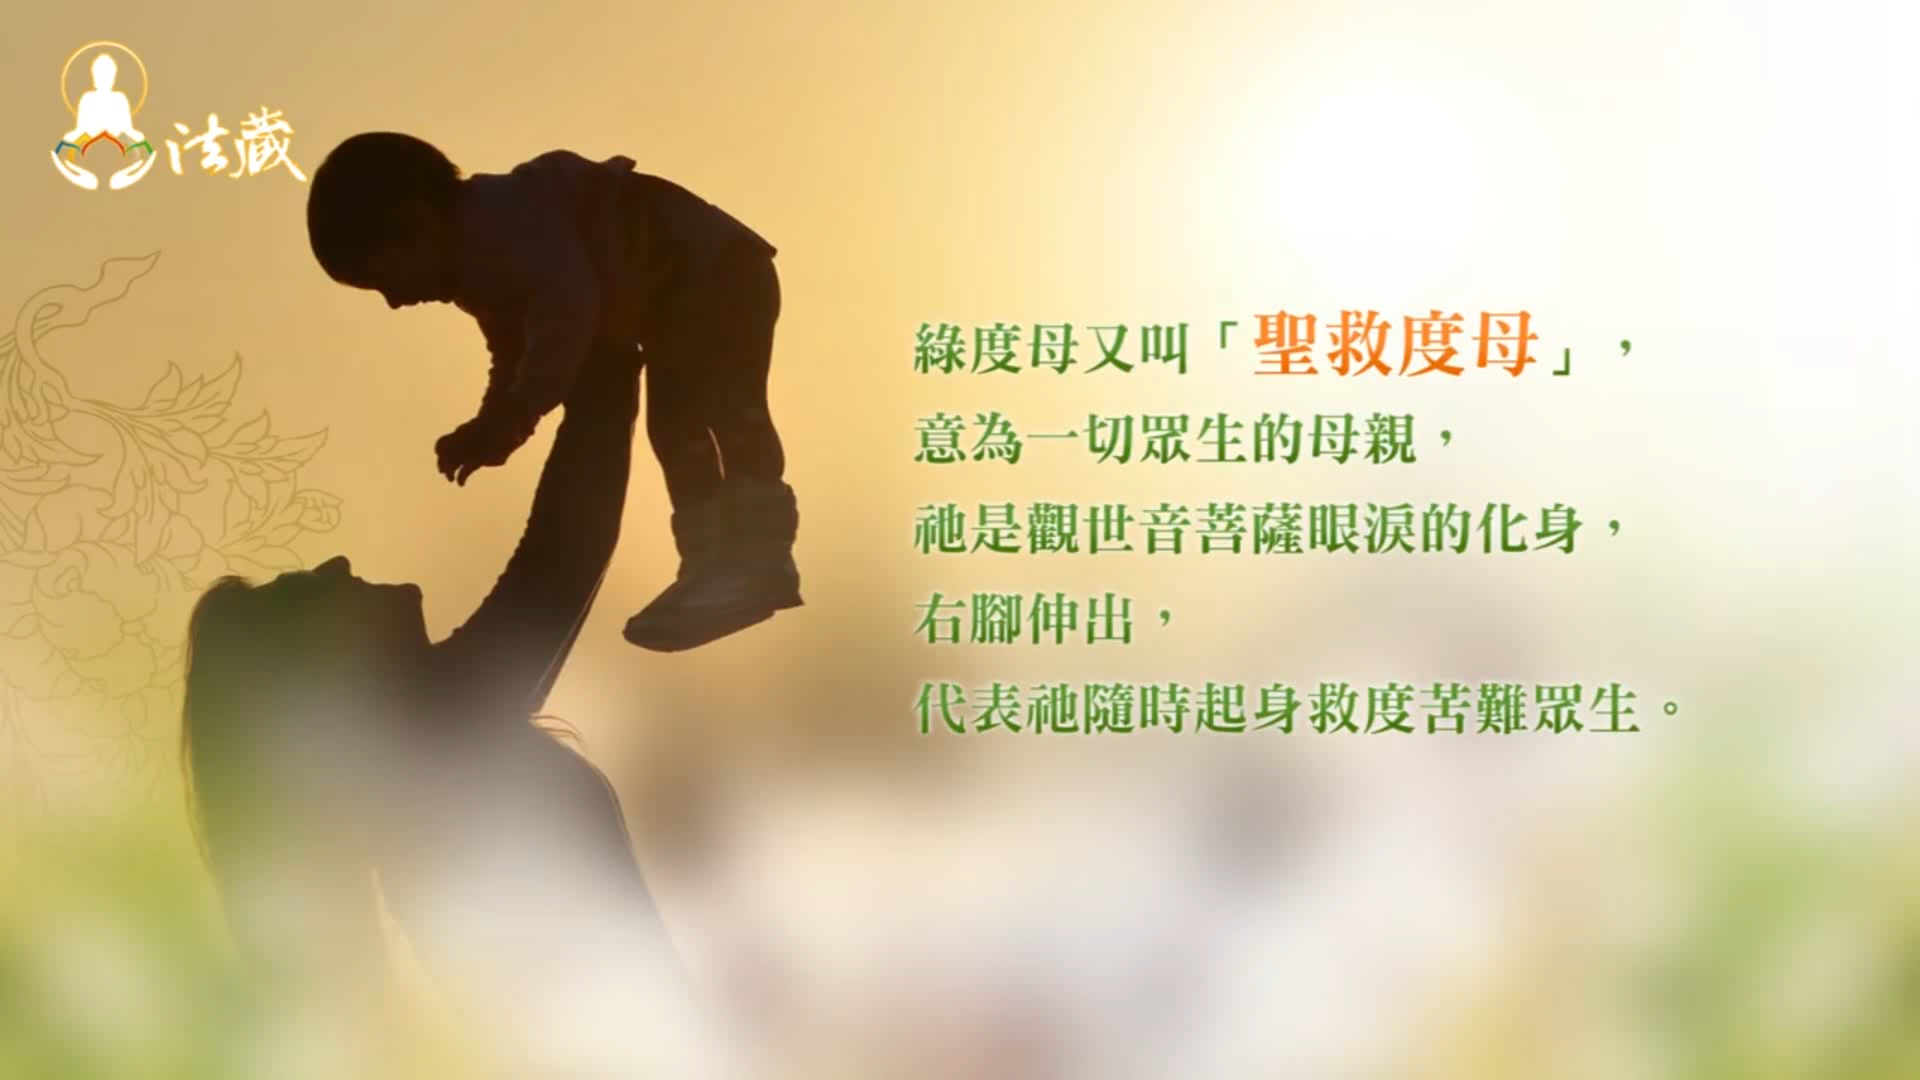 法藏
綠度母又叫「聖救度母」，
意為一切眾生的母親，
祂是觀世音菩薩眼淚的化身，
右腳伸出，
代表祂隨時起身救度苦難眾生。